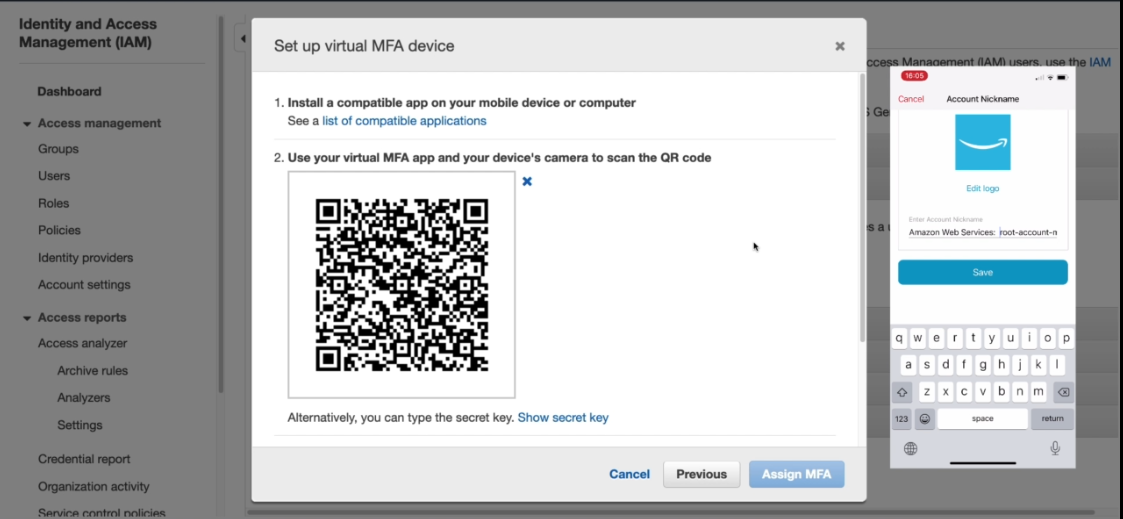 Identity and Access
Management (IAM)
Dashboard
Access management
Groups
Users
Roles
Policies
Identity providers
Account settings
Access reports
Access analyzer
Archive rules
Analyzers
Settings
Credential report
Organization activity
Service control policies
Set up virtual MFA device
1. Install a compatible app on your mobile device or computer
See a list of compatible applications
2. Use your virtual MFA app and your device's camera to scan the QR code
Alternatively, you can type the secret key. Show secret key
Cancel
Previous
Assign MFA
ccess Management (IAM) users, use the IAM
S Ge
es a u
16:05
Cancel
Account Nickname
Edit logo
Enter Account Nickname
Amazon Web Services: root-account-m
Save
q w e r t y u i o p
a s d f g h j k l
z x c v b n m
123
space
return